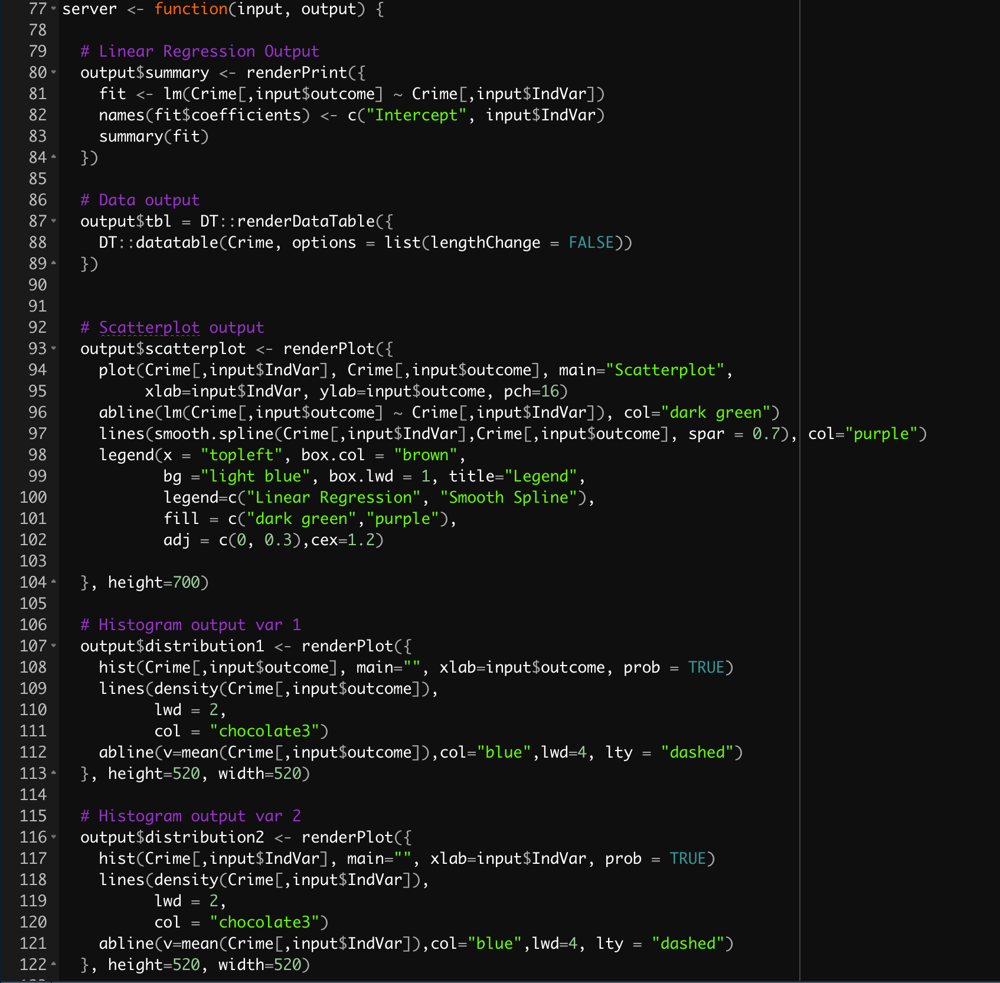 77 server <- function(input, output) {
78
79   # Linear Regression Output
80   output$summary <- renderPrint({
81     fit <- lm(Crime[,input$outcome] ~ Crime[,input$IndVar])
82     names(fit$coefficients) <- c("Intercept", input$IndVar)
83     summary(fit)
84   })
85
86   # Data output
87   output$tbl = DT::renderDataTable({
88     DT::datatable(Crime, options = list(lengthChange = FALSE))
89   })
90
91
92   # Scatterplot output
93   output$scatterplot <- renderPlot({
94     plot(Crime[,input$IndVar], Crime[,input$outcome], main="Scatterplot",
95          xlab=input$IndVar, ylab=input$outcome, pch=16)
96     abline(lm(Crime[,input$outcome] ~ Crime[,input$IndVar]), col="dark green")
97     lines(smooth.spline(Crime[,input$IndVar],Crime[,input$outcome], spar = 0.7), col="purple")
98     legend(x = "topleft", box.col = "brown",
99            bg ="light blue", box.lwd = 1, title="Legend",
100            legend=c("Linear Regression", "Smooth Spline"),
101            fill = c("dark green","purple"),
102            adj = c(0, 0.3),cex=1.2)
103
104   }, height=700)
105
106   # Histogram output var 1
107   output$distribution1 <- renderPlot({
108     hist(Crime[,input$outcome], main="", xlab=input$outcome, prob = TRUE)
109     lines(density(Crime[,input$outcome]),
110           lwd = 2,
111           col = "chocolate3")
112     abline(v=mean(Crime[,input$outcome]),col="blue",lwd=4, lty = "dashed")
113   }, height=520, width=520)
114
115   # Histogram output var 2
116   output$distribution2 <- renderPlot({
117     hist(Crime[,input$IndVar], main="", xlab=input$IndVar, prob = TRUE)
118     lines(density(Crime[,input$IndVar]),
119           lwd = 2,
120           col = "chocolate3")
121     abline(v=mean(Crime[,input$IndVar]),col="blue",lwd=4, lty = "dashed")
122   }, height=520, width=520)